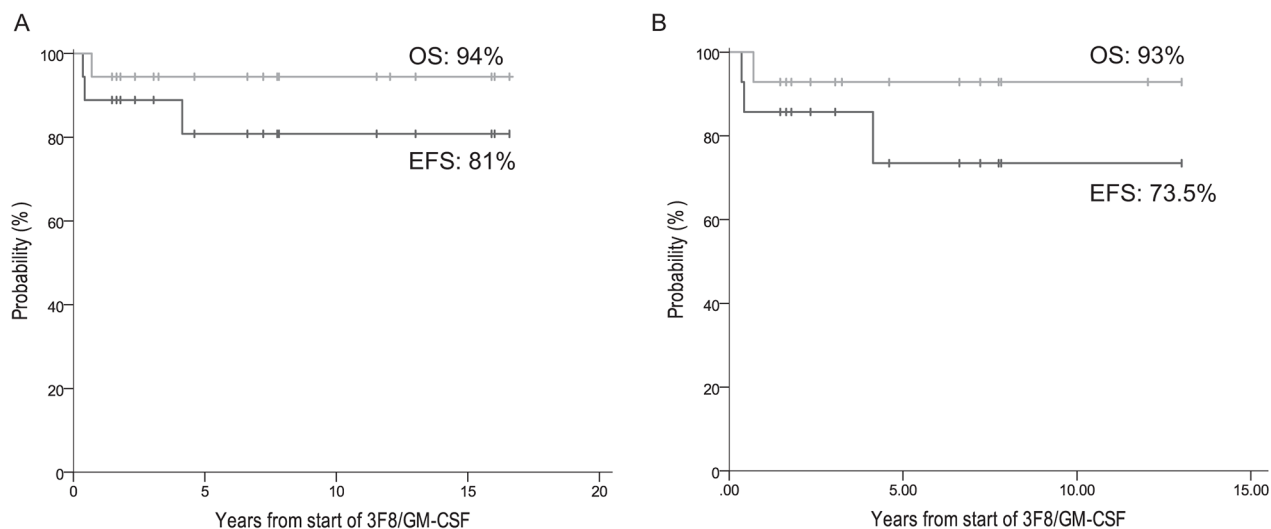 A
OS: 94%
EFS: 81%
Probability (%)
100
80
60
40
20
0
0 5 10 15 20
Years from start of 3F8/GM-CSF
B
OS: 93%
EFS: 73.5%
Probability (%)
100
80
60
40
20
0
.00 5.00 10.00 15.00
Years from start of 3F8/GM-CSF